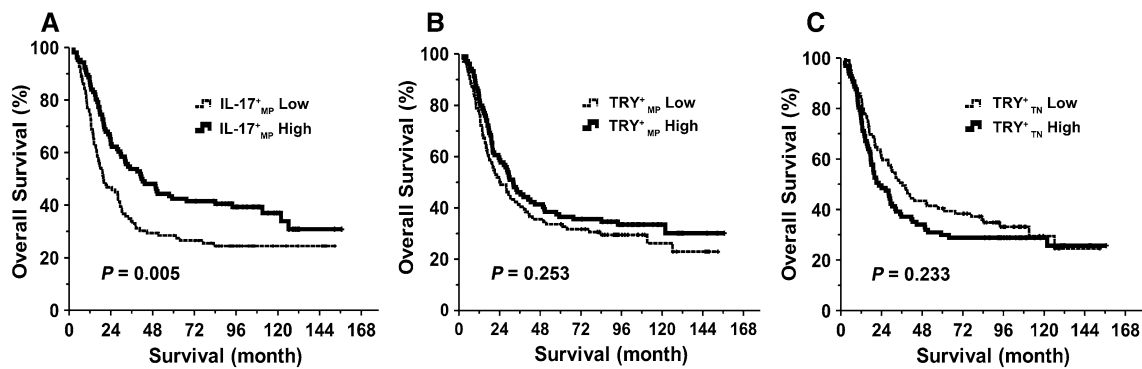 A
Overall Survival (%)
100
80
60
40
20
0
IL-17⁺MP Low
IL-17⁺MP High
P = 0.005
0 24 48 72 96 120 144 168
Survival (month)
B
Overall Survival (%)
100
80
60
40
20
0
TRY⁺MP Low
TRY⁺MP High
P = 0.253
0 24 48 72 96 120 144 168
Survival (month)
C
Overall Survival (%)
100
80
60
40
20
0
TRY⁺TN Low
TRY⁺TN High
P = 0.233
0 24 48 72 96 120 144 168
Survival (month)